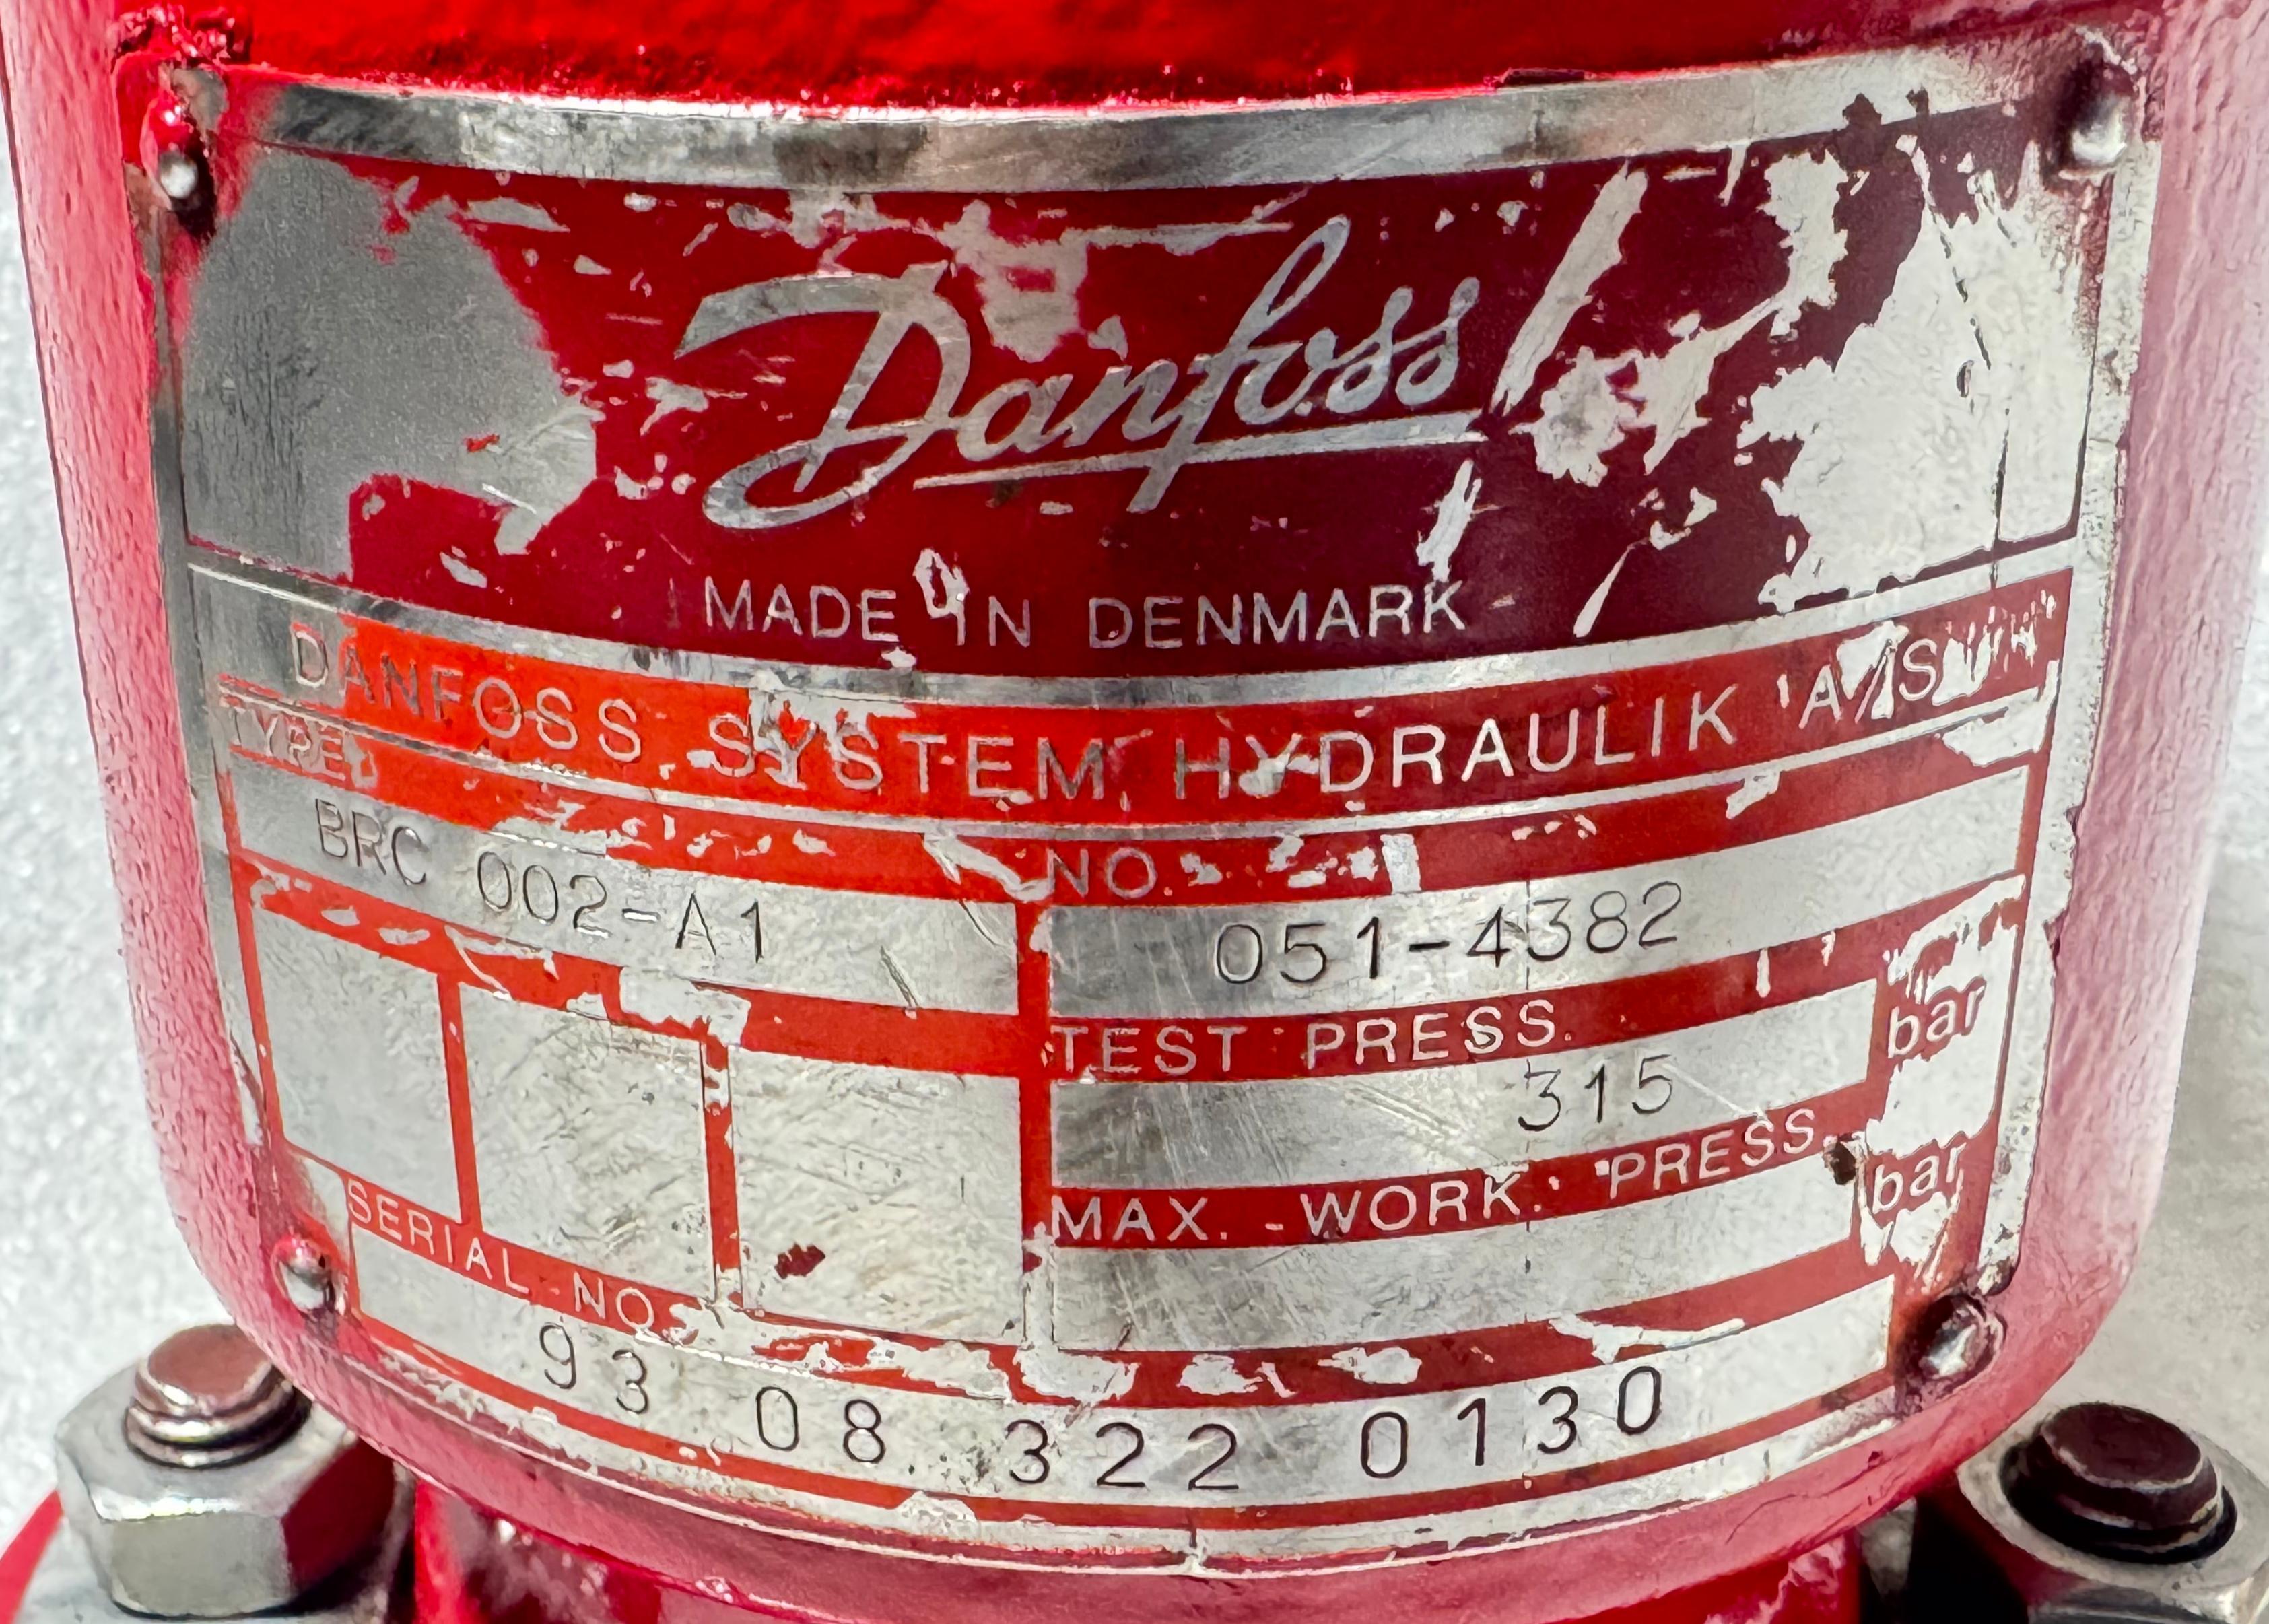 Danfoss
MADE IN DENMARK
DANFOSS SYSTEM HYDRAULIK A/S
TYPE
BRC 002-A1
NO.
051-4382
TEST PRESS.
315 bar
MAX. WORK. PRESS.
bar
SERIAL NO.
93 08 322 0130